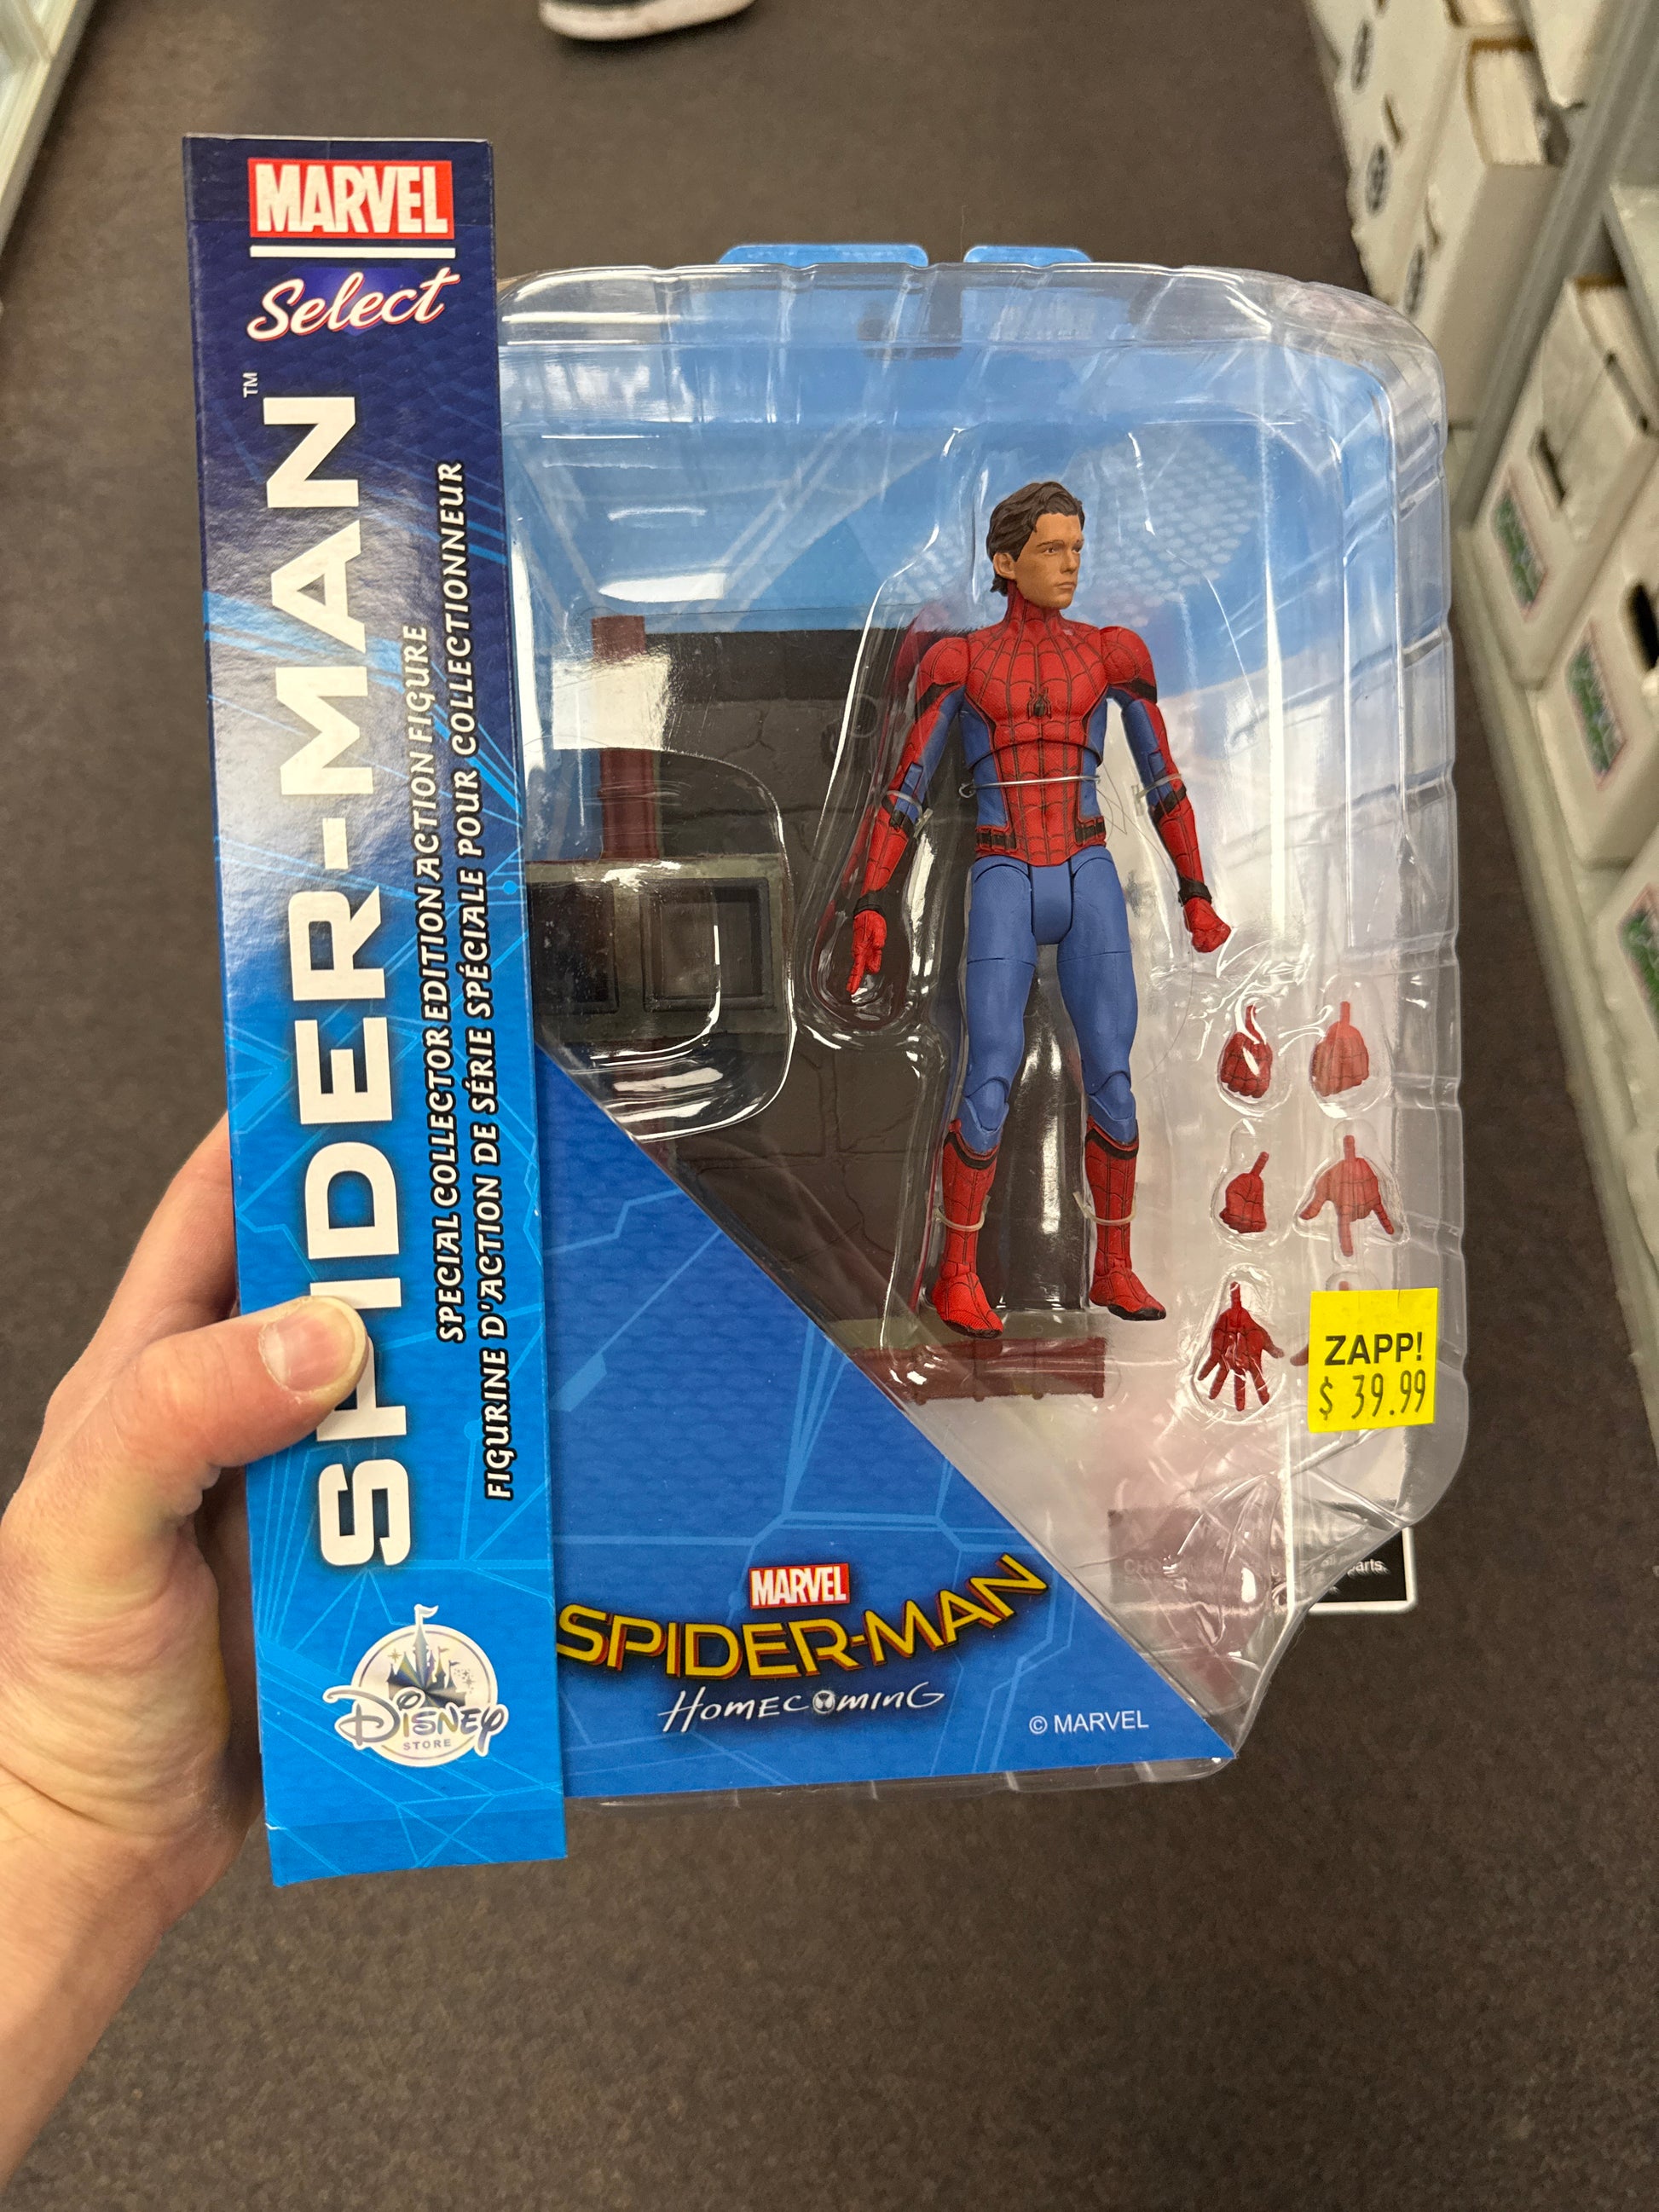 MARVEL
Select
SPIDER-MAN™
SPECIAL COLLECTOR EDITION ACTION FIGURE
FIGURINE D'ACTION DE SÉRIE SPÉCIALE POUR COLLECTIONNEUR
Disney
STORE
ZAPP!
$ 39.99
parts.
MARVEL
SPIDER-MAN
HOMECOMING
© MARVEL